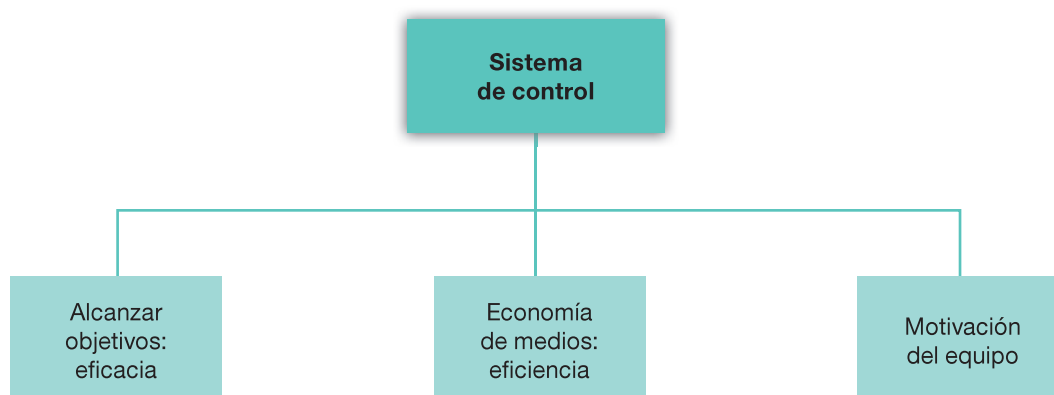 Sistema
de control
Alcanzar
objetivos:
eficacia
Economía
de medios:
eficiencia
Motivación
del equipo